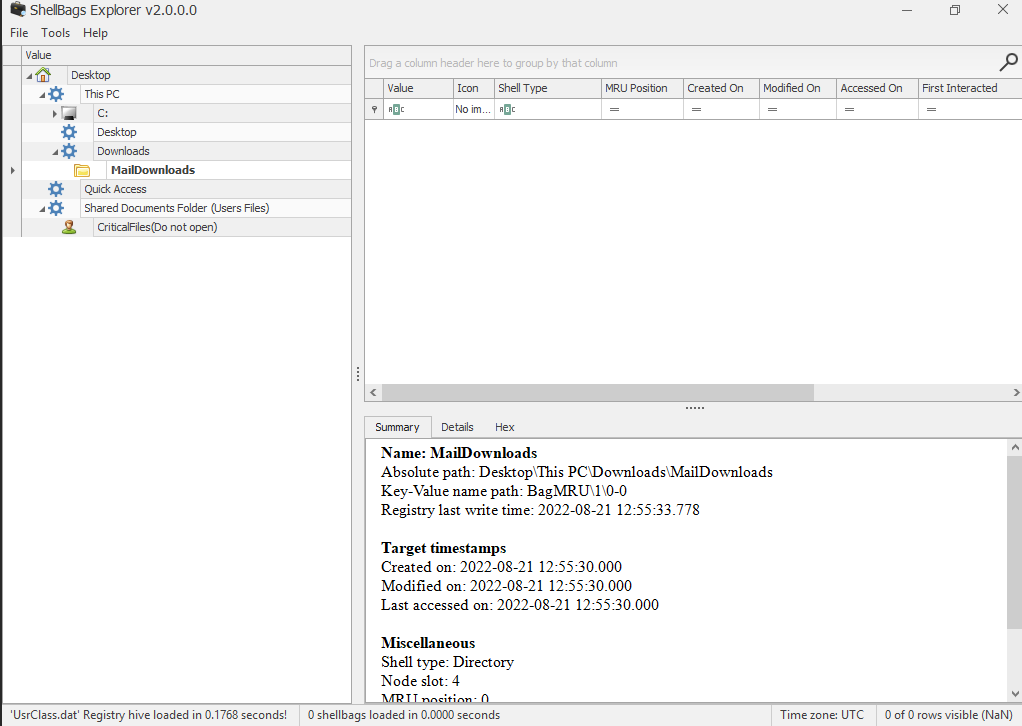 ShellBags Explorer v2.0.0.0
File Tools Help
Value
Desktop
This PC
C:
Desktop
Downloads
MailDownloads
Quick Access
Shared Documents Folder (Users Files)
CriticalFiles(Do not open)
Drag a column header here to group by that column
Value Icon Shell Type MRU Position Created On Modified On Accessed On First Interacted
ABC No im... ABC = = = = =
Summary Details Hex
Name: MailDownloads
Absolute path: Desktop\This PC\Downloads\MailDownloads
Key-Value name path: BagMRU\1\0-0
Registry last write time: 2022-08-21 12:55:33.778
Target timestamps
Created on: 2022-08-21 12:55:30.000
Modified on: 2022-08-21 12:55:30.000
Last accessed on: 2022-08-21 12:55:30.000
Miscellaneous
Shell type: Directory
Node slot: 4
MRU position: 0
'UsrClass.dat' Registry hive loaded in 0.1768 seconds! 0 shellbags loaded in 0.0000 seconds Time zone: UTC 0 of 0 rows visible (NaN)